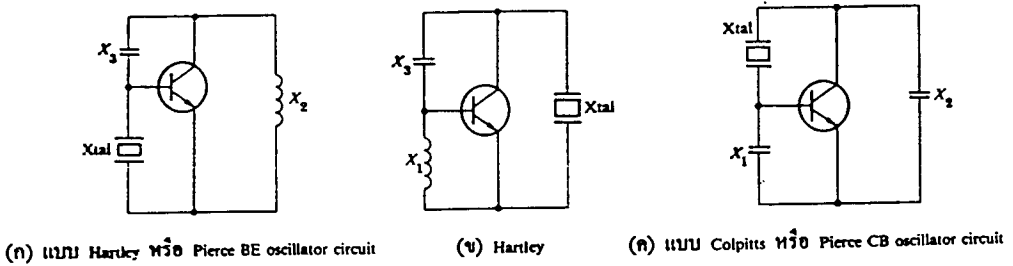 X3
Xtal
X2
X3
X1
Xtal
Xtal
X1
X2
(ก) แบบ Hartley หรือ Pierce BE oscillator circuit
(ข) Hartley
(ค) แบบ Colpitts หรือ Pierce CB oscillator circuit